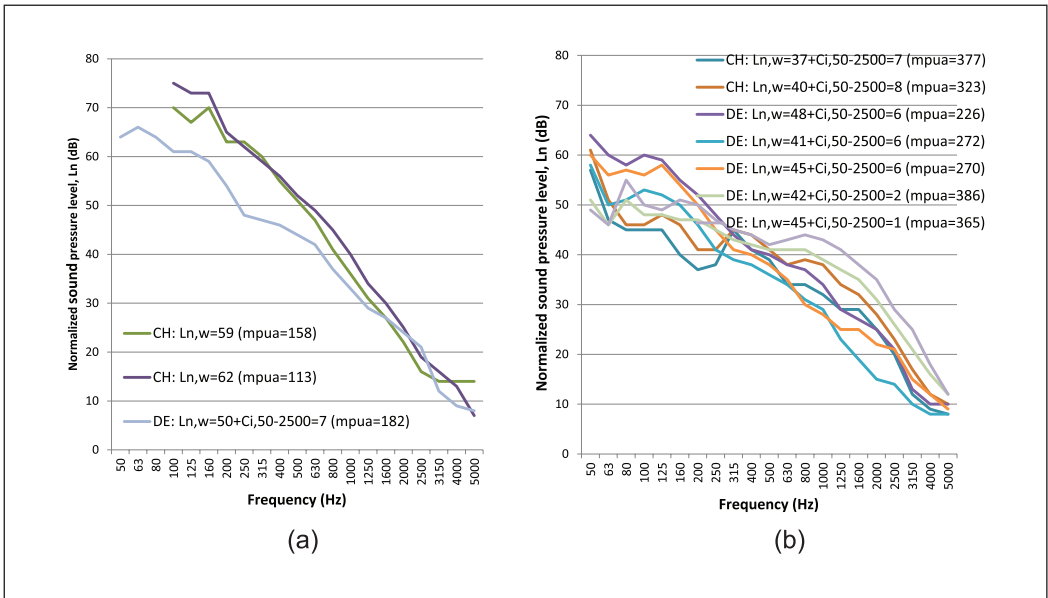 80
70
60
50
40
30
20
10
0
Normalized sound pressure level, Ln (dB)
CH: Ln,w=59 (mpua=158)
CH: Ln,w=62 (mpua=113)
DE: Ln,w=50+Ci,50-2500=7 (mpua=182)
50 63 80 100 125 160 200 250 315 400 500 630 800 1000 1250 1600 2000 2500 3150 4000 5000
Frequency (Hz)
(a)
80
70
60
50
40
30
20
10
0
Normalized sound pressure level, Ln (dB)
CH: Ln,w=37+Ci,50-2500=7 (mpua=377)
CH: Ln,w=40+Ci,50-2500=8 (mpua=323)
DE: Ln,w=48+Ci,50-2500=6 (mpua=226)
DE: Ln,w=41+Ci,50-2500=6 (mpua=272)
DE: Ln,w=45+Ci,50-2500=6 (mpua=270)
DE: Ln,w=42+Ci,50-2500=2 (mpua=386)
DE: Ln,w=45+Ci,50-2500=1 (mpua=365)
50 63 80 100 125 160 200 250 315 400 500 630 800 1000 1250 1600 2000 2500 3150 4000 5000
Frequency (Hz)
(b)